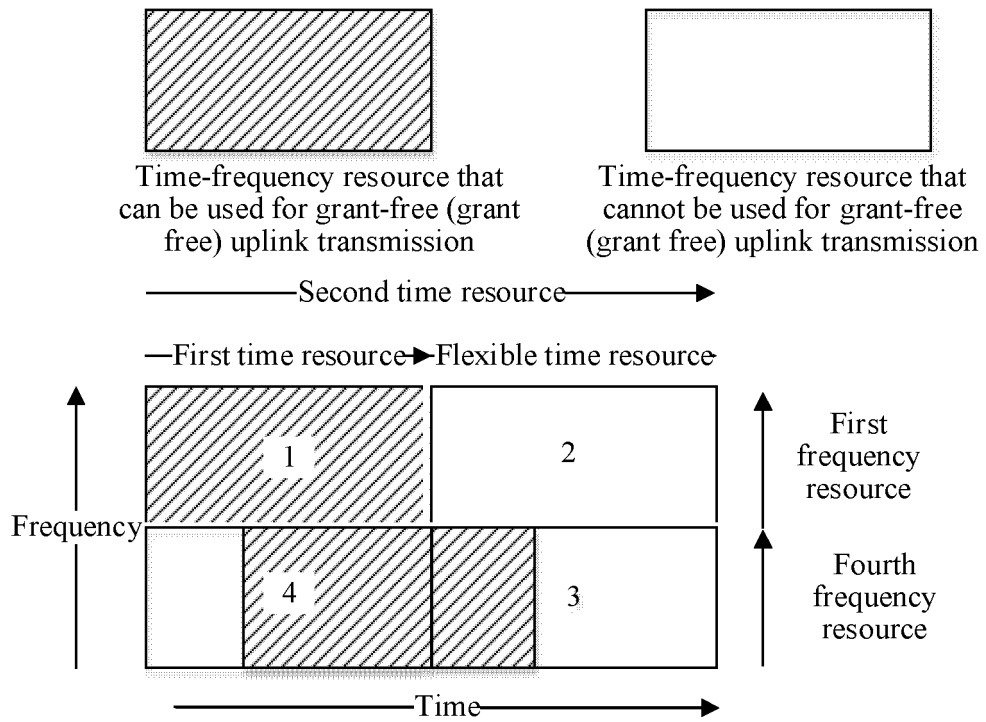 Time-frequency resource that
can be used for grant-free (grant
free) uplink transmission
Time-frequency resource that
cannot be used for grant-free
(grant free) uplink transmission
Second time resource
First time resource
Flexible time resource
1
2
First
frequency
resource
Frequency
4
3
Fourth
frequency
resource
Time